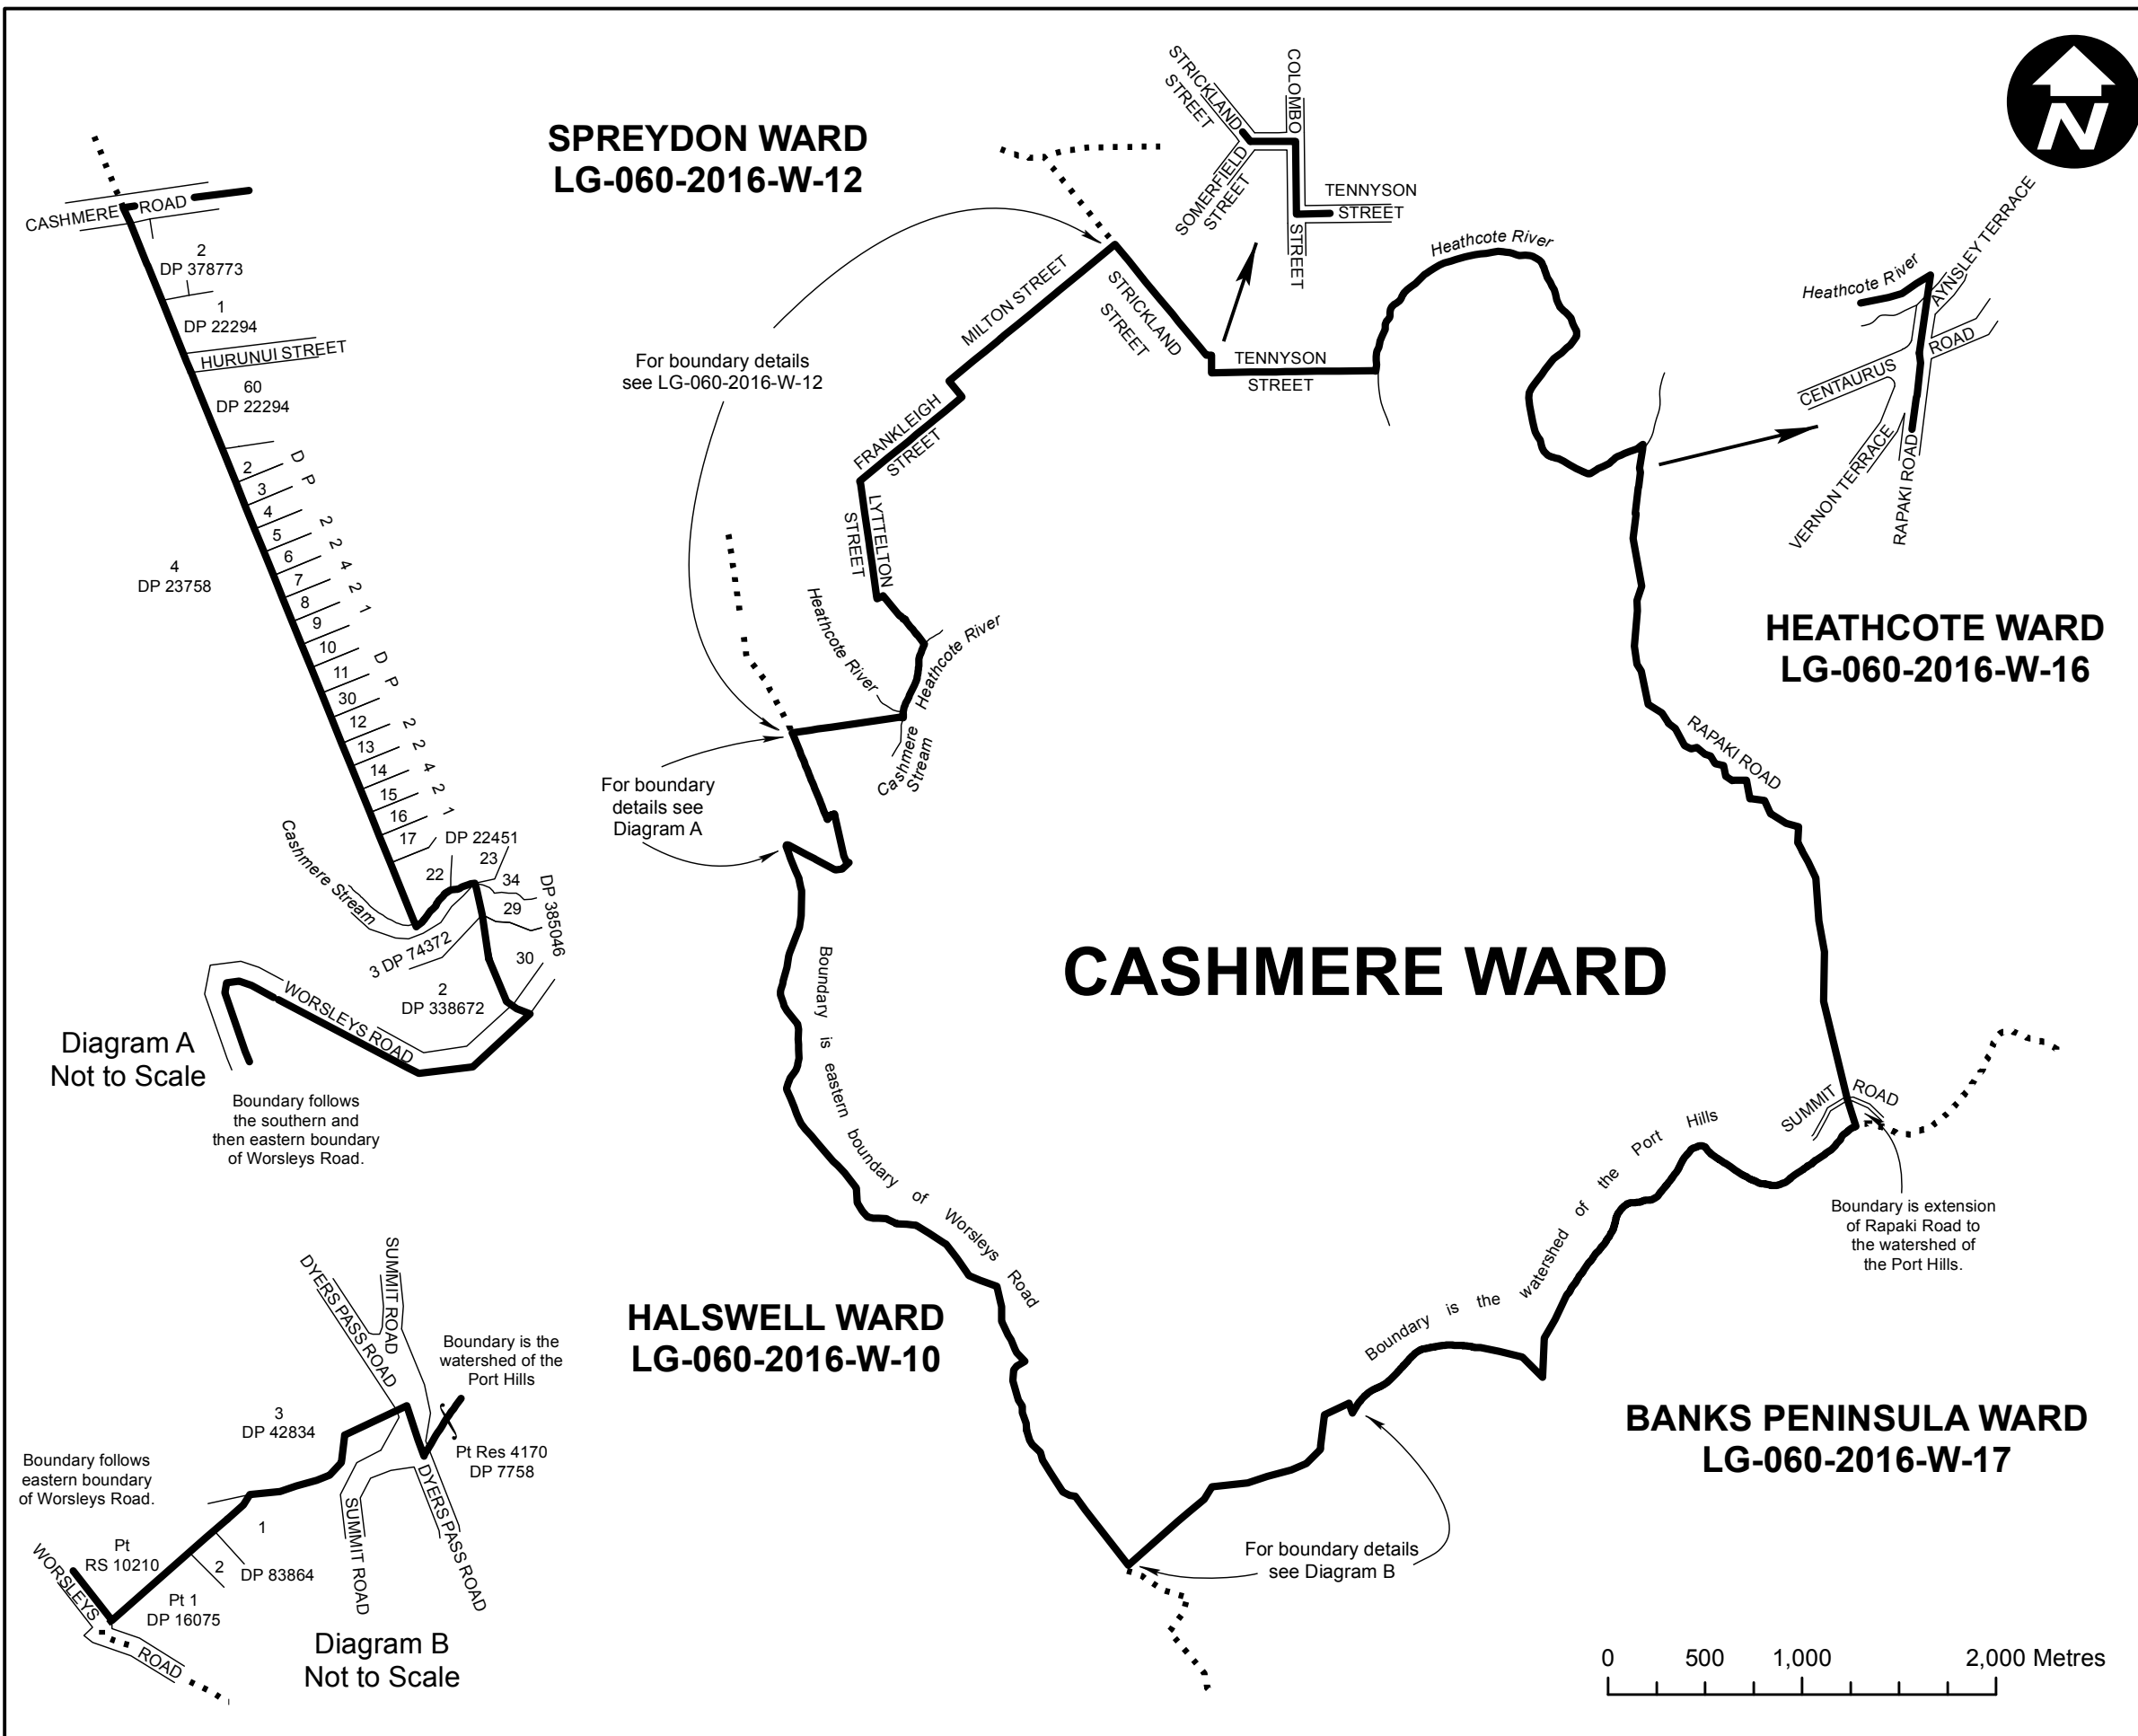 SPREYDON WARD
LG-060-2016-W-12
STRICKLAND
STREET
COLOMBO
STREET
SOMERFIELD
STREET
TENNYSON
STREET
N
CASHMERE ROAD
2
DP 378773
1
DP 22294
HURUNUI STREET
60
DP 22294
4
DP 23758
2
3
4
5
6
7
8
9
10
11
30
12
13
14
15
16
17
DP 22421
DP 22421
DP 22451
22
23
34
29
30
DP 385046
Cashmere Stream
3 DP 74372
2
DP 338672
WORSLEYS ROAD
Diagram A
Not to Scale
Boundary follows
the southern and
then eastern boundary
of Worsleys Road.
For boundary details
see LG-060-2016-W-12
MILTON STREET
STRICKLAND
STREET
TENNYSON
STREET
Heathcote River
FRANKLEIGH
STREET
LYTTELTON
STREET
Heathcote River
Heathcote River
Cashmere
Stream
For boundary
details see
Diagram A
Heathcote River
AYNSLEY TERRACE
CENTAURUS
ROAD
VERNON TERRACE
RAPAKI ROAD
HEATHCOTE WARD
LG-060-2016-W-16
RAPAKI ROAD
CASHMERE WARD
Boundary is eastern boundary of Worsleys Road
SUMMIT ROAD
Boundary is extension
of Rapaki Road to
the watershed of
the Port Hills.
Boundary is the watershed of the Port Hills
HALSWELL WARD
LG-060-2016-W-10
BANKS PENINSULA WARD
LG-060-2016-W-17
For boundary details
see Diagram B
DYERS PASS ROAD
SUMMIT ROAD
Boundary is the
watershed of the
Port Hills
3
DP 42834
Pt Res 4170
DP 7758
Boundary follows
eastern boundary
of Worsleys Road.
Pt
RS 10210
1
2
DP 83864
Pt 1
DP 16075
WORSLEYS
ROAD
SUMMIT ROAD
DYERS PASS ROAD
Diagram B
Not to Scale
0 500 1,000 2,000 Metres